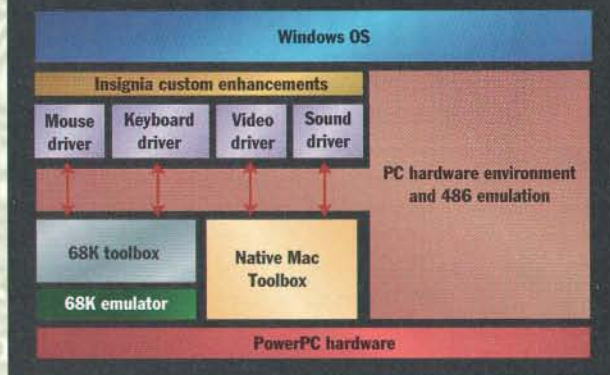 Windows OS
Insignia custom enhancements
Mouse
driver
Keyboard
driver
Video
driver
Sound
driver
PC hardware environment
and 486 emulation
68K toolbox
Native Mac
Toolbox
68K emulator
PowerPC hardware